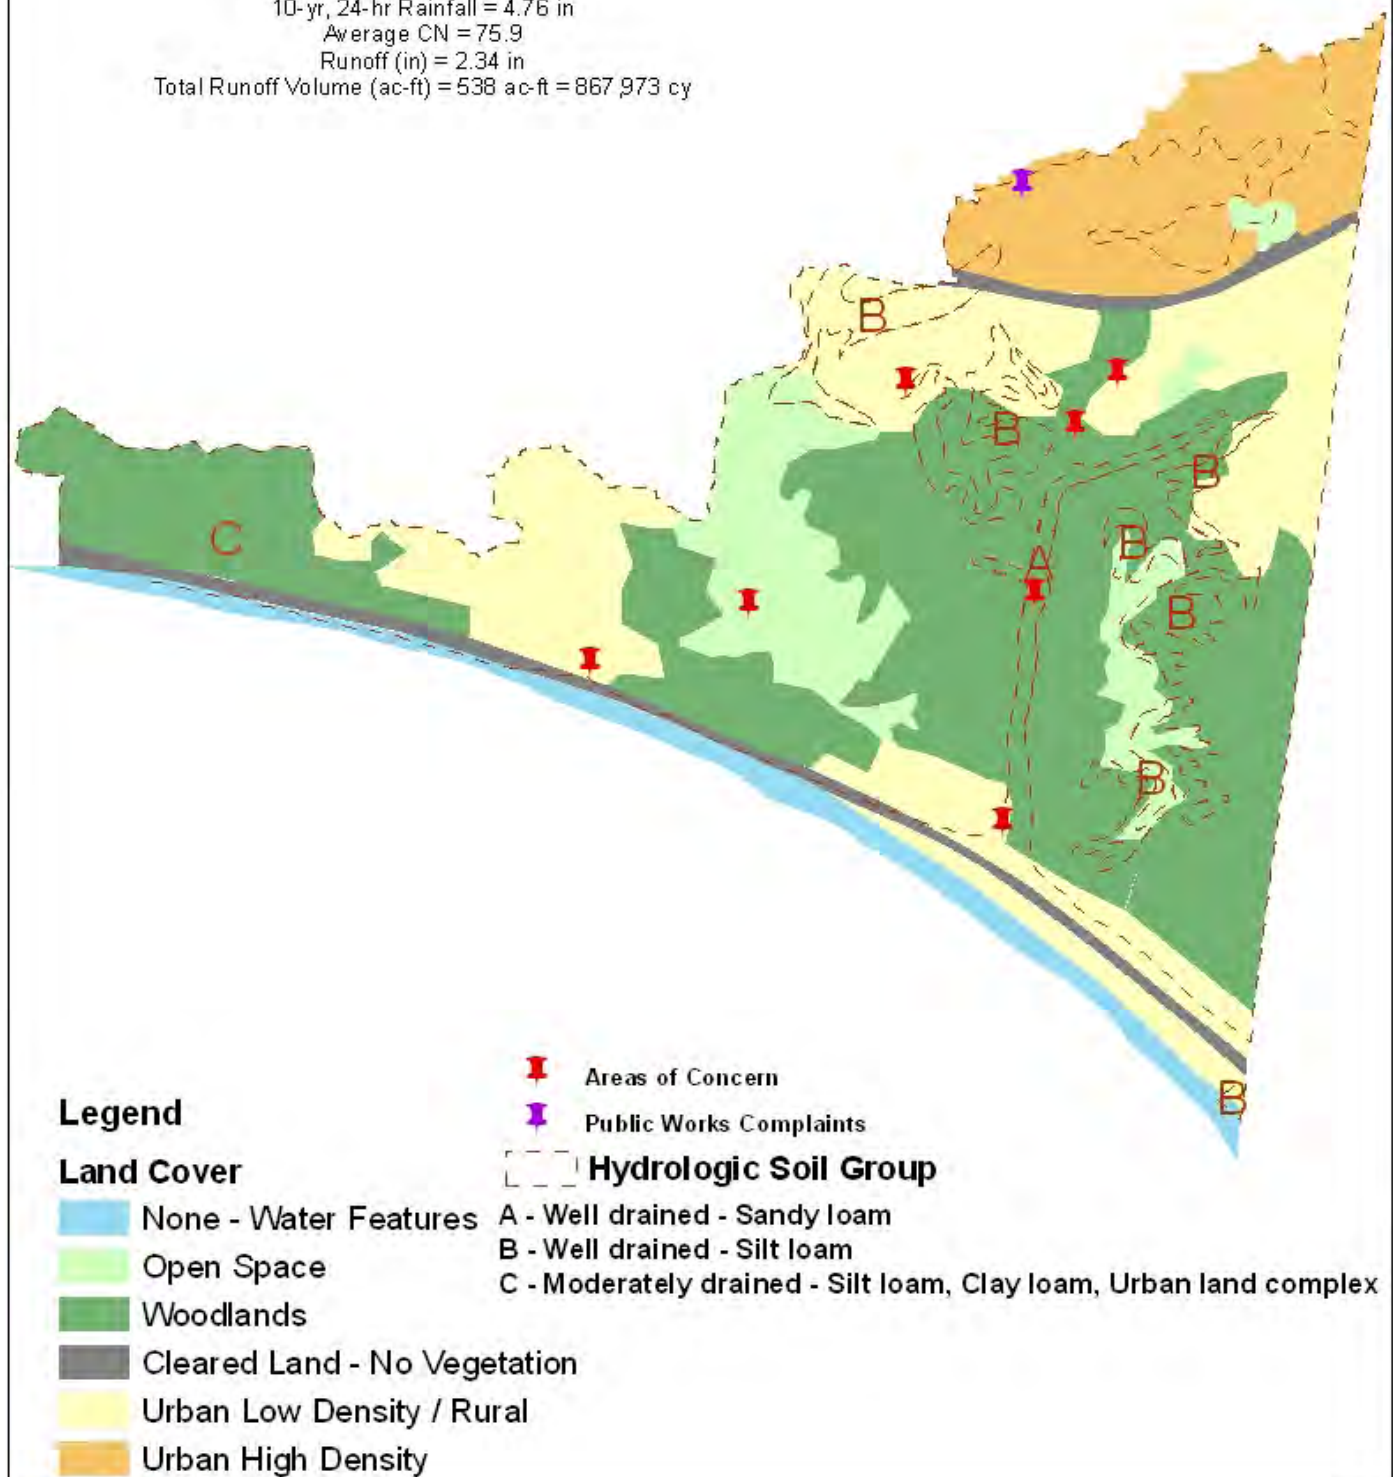 10-yr, 24-hr Rainfall = 4.76 in
Average CN = 75.9
Runoff (in) = 2.34 in
Total Runoff Volume (ac-ft) = 538 ac-ft = 867,973 cy
B
B
B
C
B
A
B
B
B
Areas of Concern
Public Works Complaints
Legend
Land Cover
None - Water Features
Open Space
Woodlands
Cleared Land - No Vegetation
Urban Low Density / Rural
Urban High Density
Hydrologic Soil Group
A - Well drained - Sandy loam
B - Well drained - Silt loam
C - Moderately drained - Silt loam, Clay loam, Urban land complex